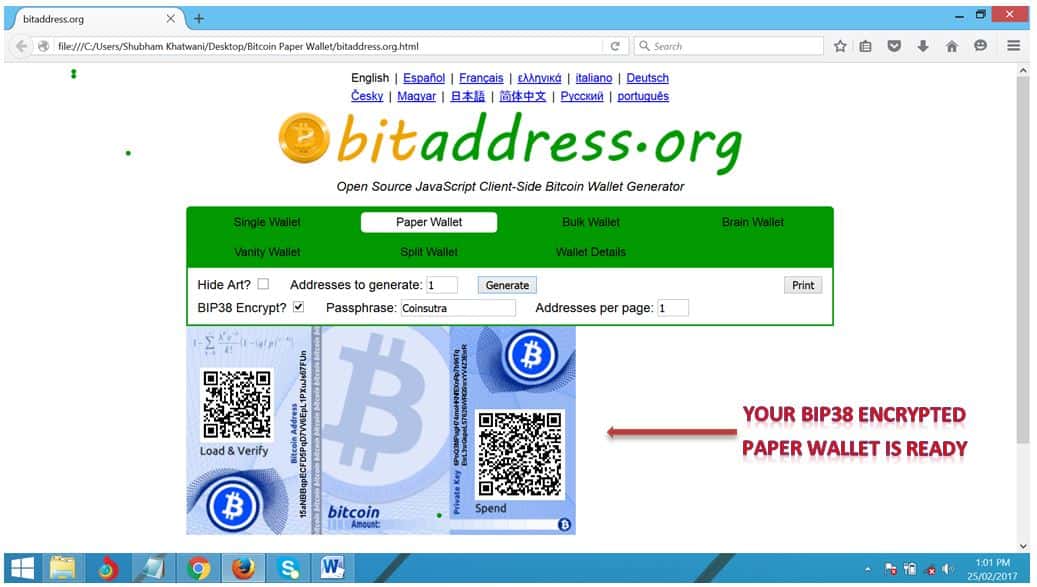 bitaddress.org
file:///C:/Users/Shubham Khatwani/Desktop/Bitcoin Paper Wallet/bitaddress.org.html
Search
English | Español | Français | ελληνικά | italiano | Deutsch
Česky | Magyar | 日本語 | 简体中文 | Русский | português
bitaddress.org
Open Source JavaScript Client-Side Bitcoin Wallet Generator
Single Wallet Paper Wallet Bulk Wallet Brain Wallet
Vanity Wallet Split Wallet Wallet Details
Hide Art? Addresses to generate: 1 Generate Print
BIP38 Encrypt? Passphrase: Coinsutra Addresses per page: 1
Load & Verify
Bitcoin Address
bitcoin
Amount:
Private Key
Spend
YOUR BIP38 ENCRYPTED
PAPER WALLET IS READY
1:01 PM
25/02/2017